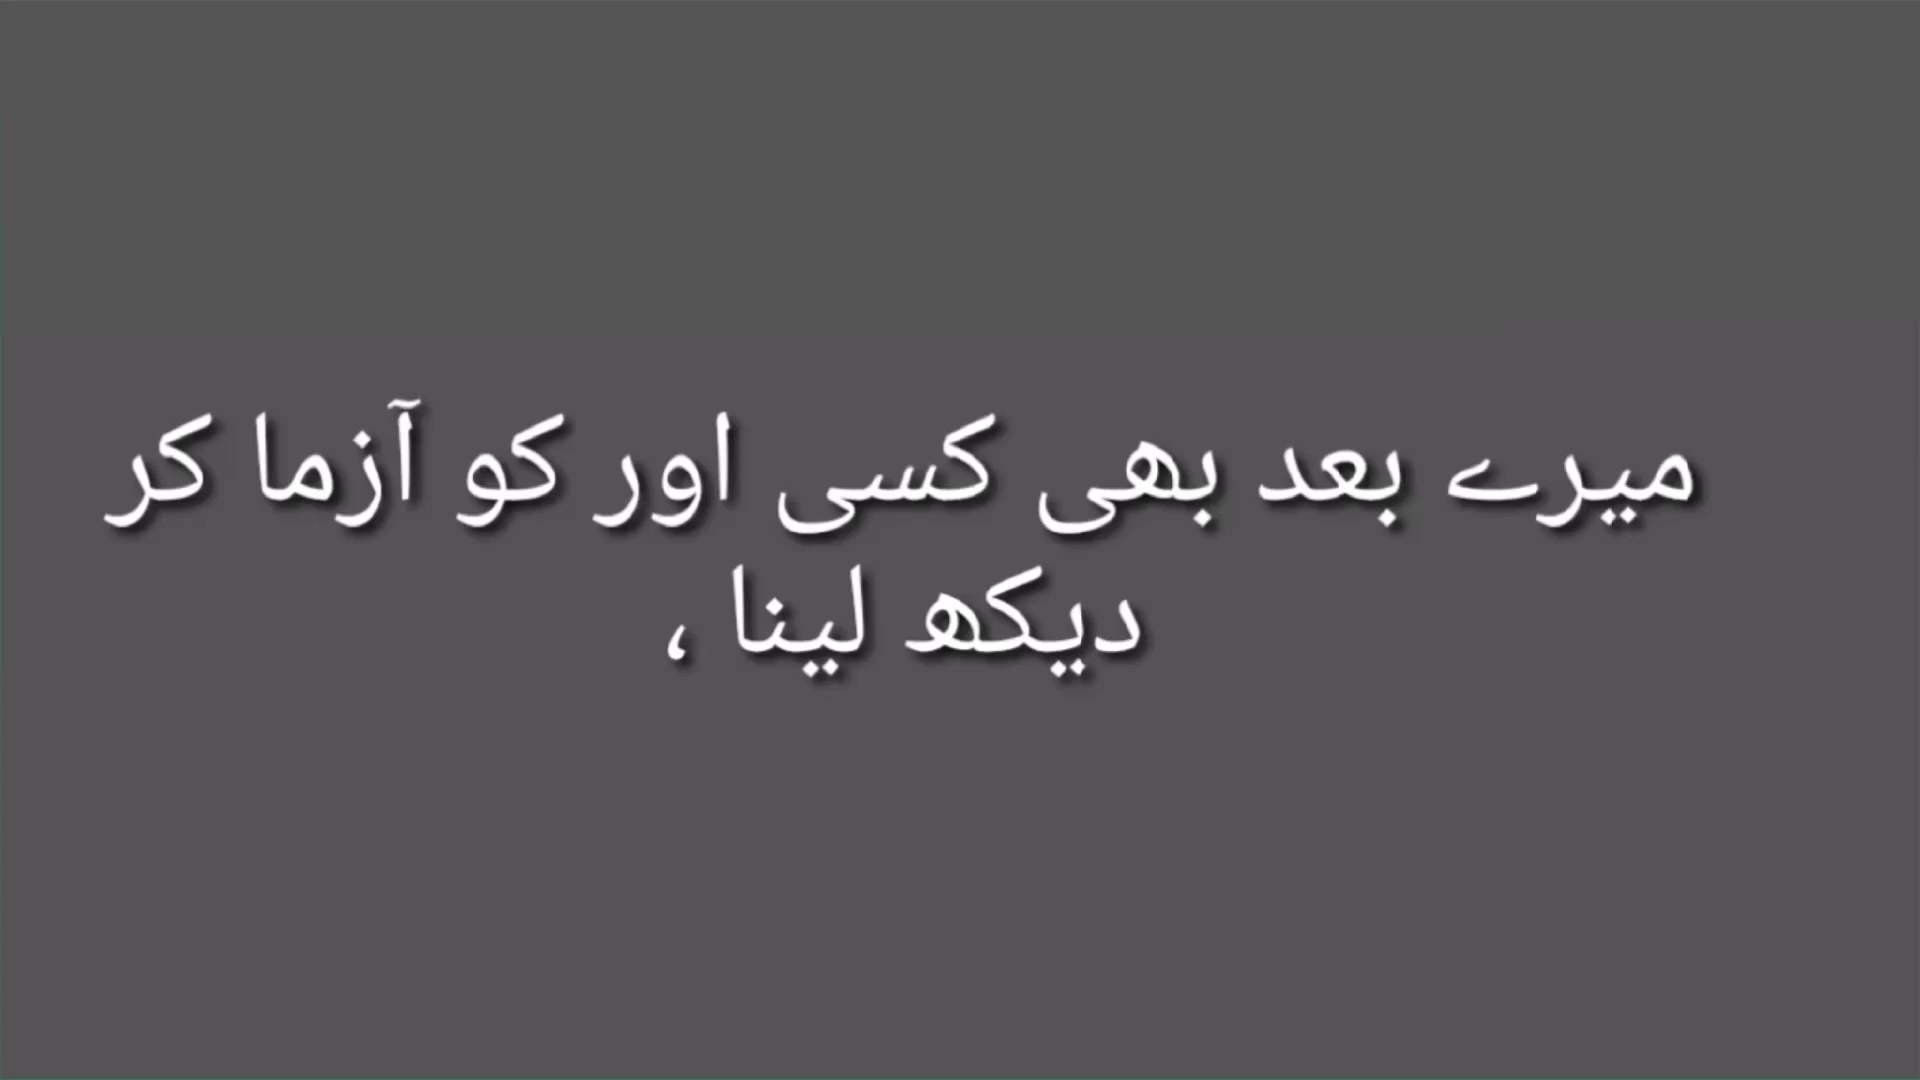 میرے بعد بھی کسی اور کو آزما کر
دیکھ لینا ،